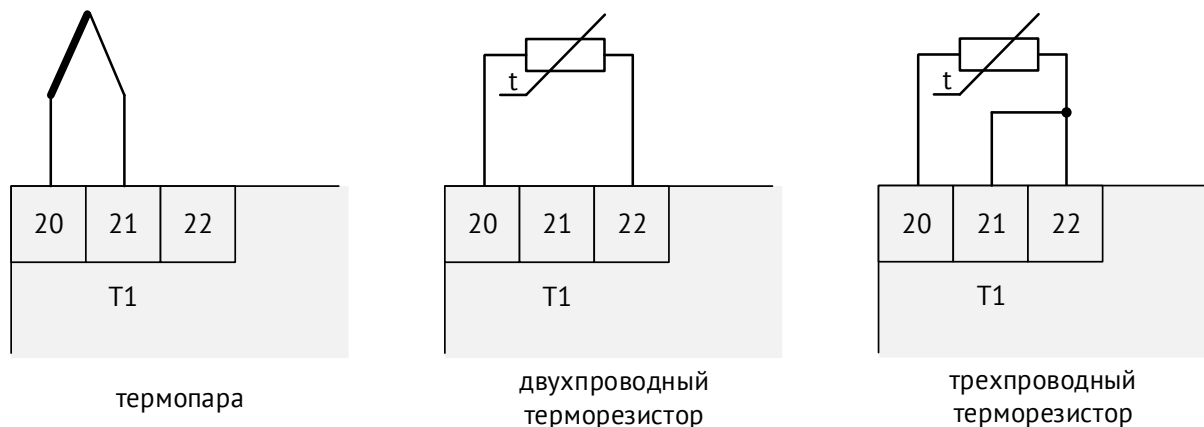 t
20 21 22
T1
термопара
t
20 21 22
T1
двухпроводный
терморезистор
20 21 22
T1
трехпроводный
терморезистор